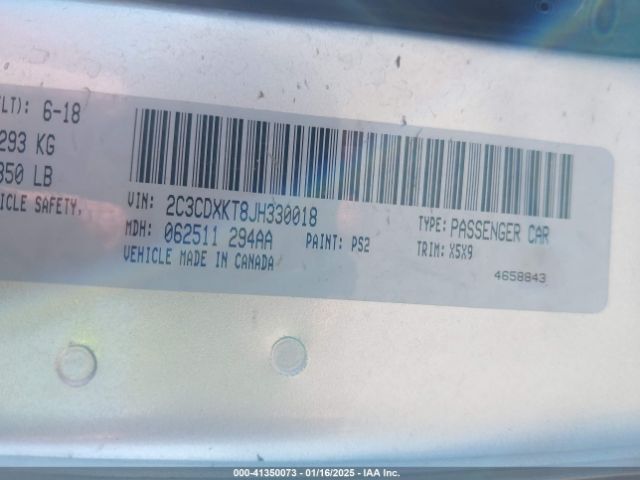 LT): 6-18
293 KG
350 LB
ICLE SAFETY,
VIN: 2C3CDXKT8JH330018
MDH: 062511 294AA
PAINT: PS2
VEHICLE MADE IN CANADA
TYPE: PASSENGER CAR
TRIM: X5X9
4658843
000-41350073 - 01/16/2025 - IAA Inc.